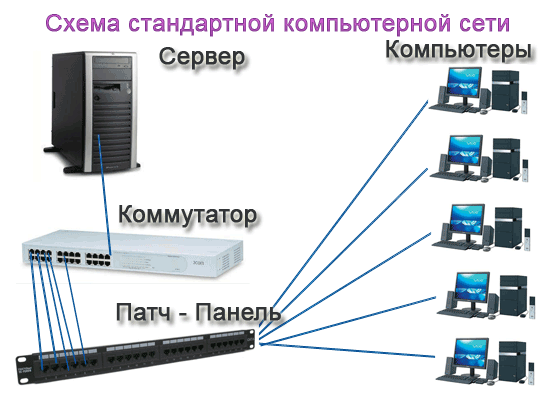 Схема стандартной компьютерной сети
Сервер
Компьютеры
Коммутатор
Патч - Панель